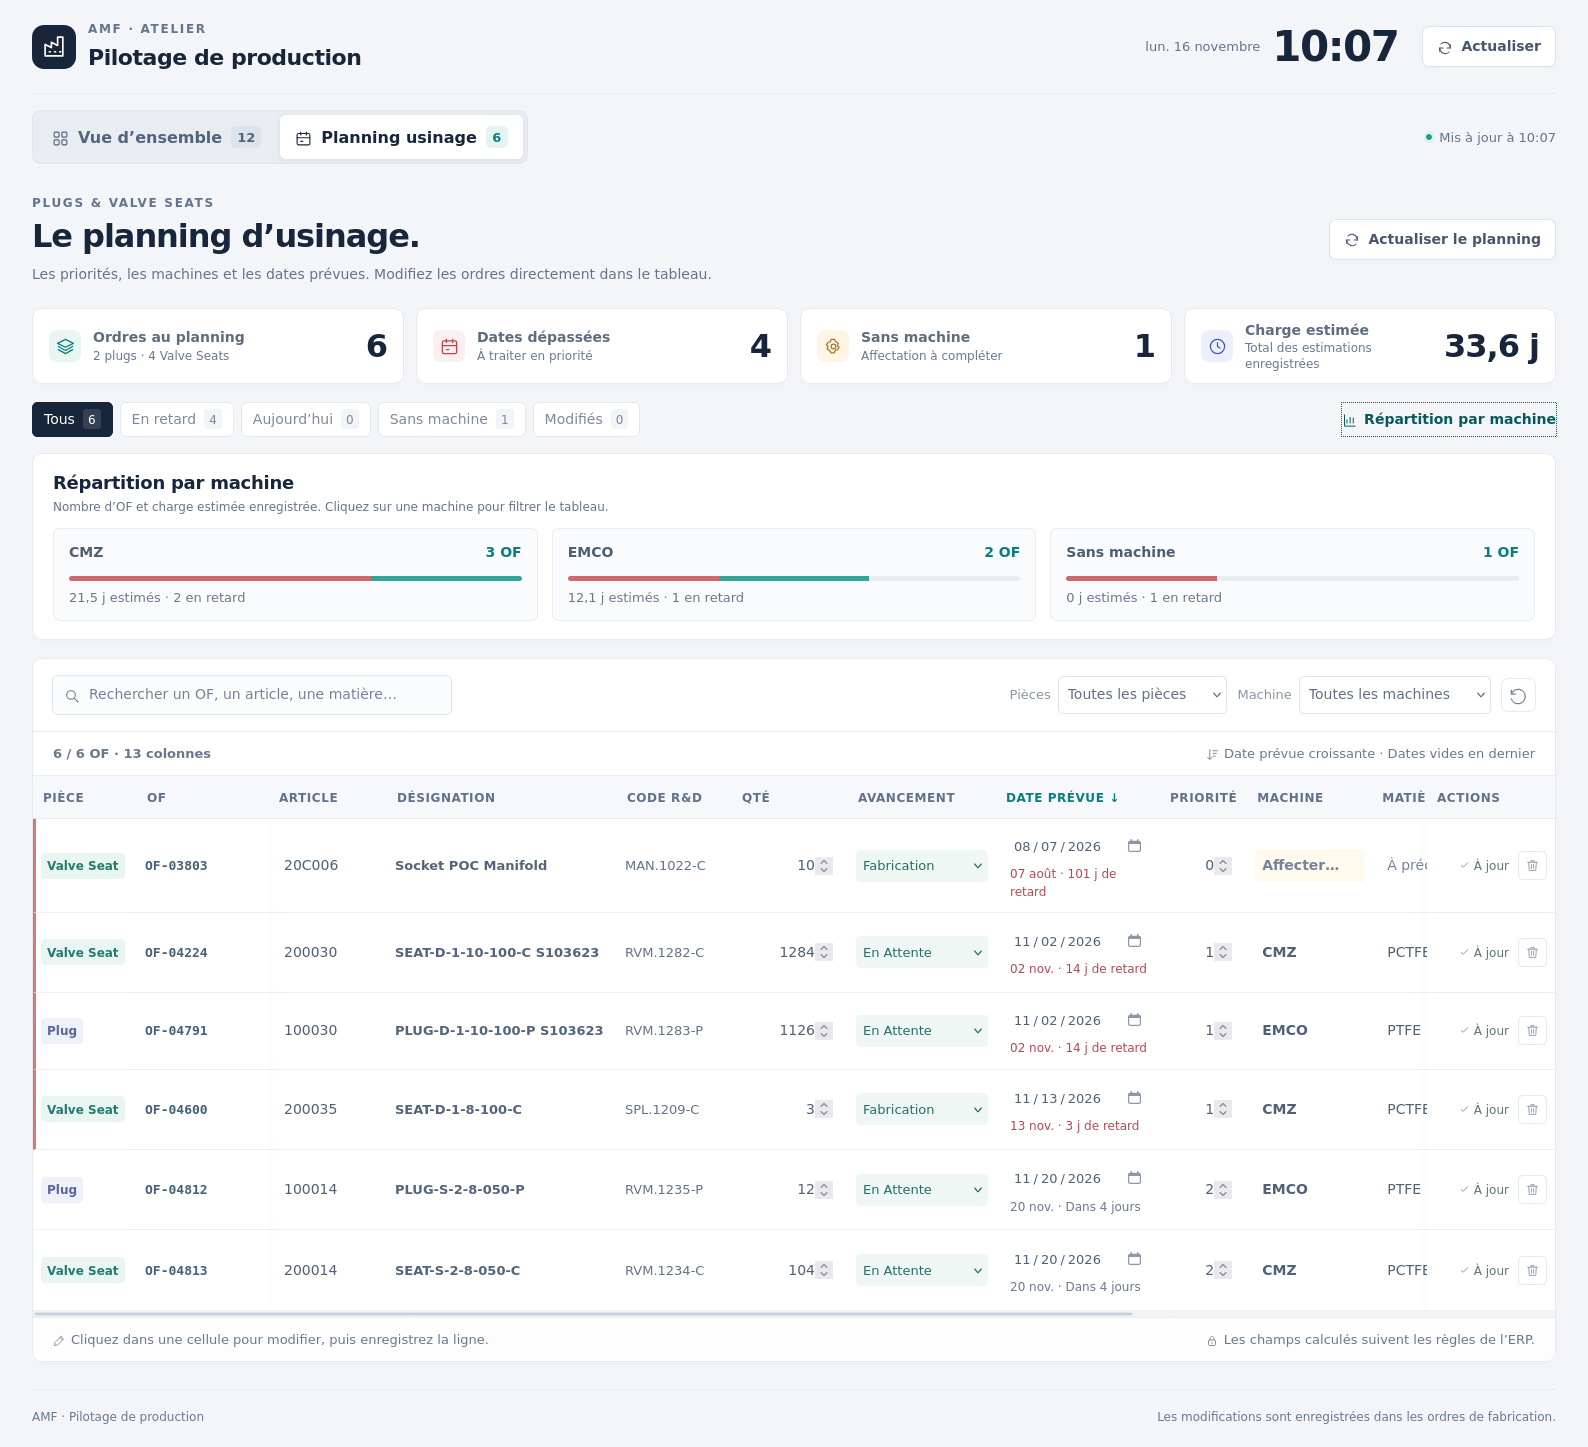 AMF · ATELIER
Pilotage de production
lun. 16 novembre
10:07
Actualiser
Vue d’ensemble 12
Planning usinage 6
Mis à jour à 10:07
PLUGS & VALVE SEATS
Le planning d’usinage.
Actualiser le planning
Les priorités, les machines et les dates prévues. Modifiez les ordres directement dans le tableau.
Ordres au planning
2 plugs · 4 Valve Seats
6
Dates dépassées
À traiter en priorité
4
Sans machine
Affectation à compléter
1
Charge estimée
Total des estimations
enregistrées
33,6 j
Tous 6
En retard 4
Aujourd’hui 0
Sans machine 1
Modifiés 0
Répartition par machine
Répartition par machine
Nombre d’OF et charge estimée enregistrée. Cliquez sur une machine pour filtrer le tableau.
CMZ 3 OF
21,5 j estimés · 2 en retard
EMCO 2 OF
12,1 j estimés · 1 en retard
Sans machine 1 OF
0 j estimés · 1 en retard
Rechercher un OF, un article, une matière…
Pièces Toutes les pièces
Machine Toutes les machines
6 / 6 OF · 13 colonnes
Date prévue croissante · Dates vides en dernier
PIÈCE OF ARTICLE DÉSIGNATION CODE R&D QTÉ AVANCEMENT DATE PRÉVUE ↓ PRIORITÉ MACHINE MATIÈ ACTIONS
Valve Seat OF-03803 20C006 Socket POC Manifold MAN.1022-C 10 Fabrication 08/07/2026 0 Affecter… À préc À jour
07 août · 101 j de
retard
Valve Seat OF-04224 200030 SEAT-D-1-10-100-C S103623 RVM.1282-C 1284 En Attente 11/02/2026 1 CMZ PCTFE À jour
02 nov. · 14 j de retard
Plug OF-04791 100030 PLUG-D-1-10-100-P S103623 RVM.1283-P 1126 En Attente 11/02/2026 1 EMCO PTFE À jour
02 nov. · 14 j de retard
Valve Seat OF-04600 200035 SEAT-D-1-8-100-C SPL.1209-C 3 Fabrication 11/13/2026 1 CMZ PCTFE À jour
13 nov. · 3 j de retard
Plug OF-04812 100014 PLUG-S-2-8-050-P RVM.1235-P 12 En Attente 11/20/2026 2 EMCO PTFE À jour
20 nov. · Dans 4 jours
Valve Seat OF-04813 200014 SEAT-S-2-8-050-C RVM.1234-C 104 En Attente 11/20/2026 2 CMZ PCTFE À jour
20 nov. · Dans 4 jours
Cliquez dans une cellule pour modifier, puis enregistrez la ligne.
Les champs calculés suivent les règles de l’ERP.
AMF · Pilotage de production
Les modifications sont enregistrées dans les ordres de fabrication.